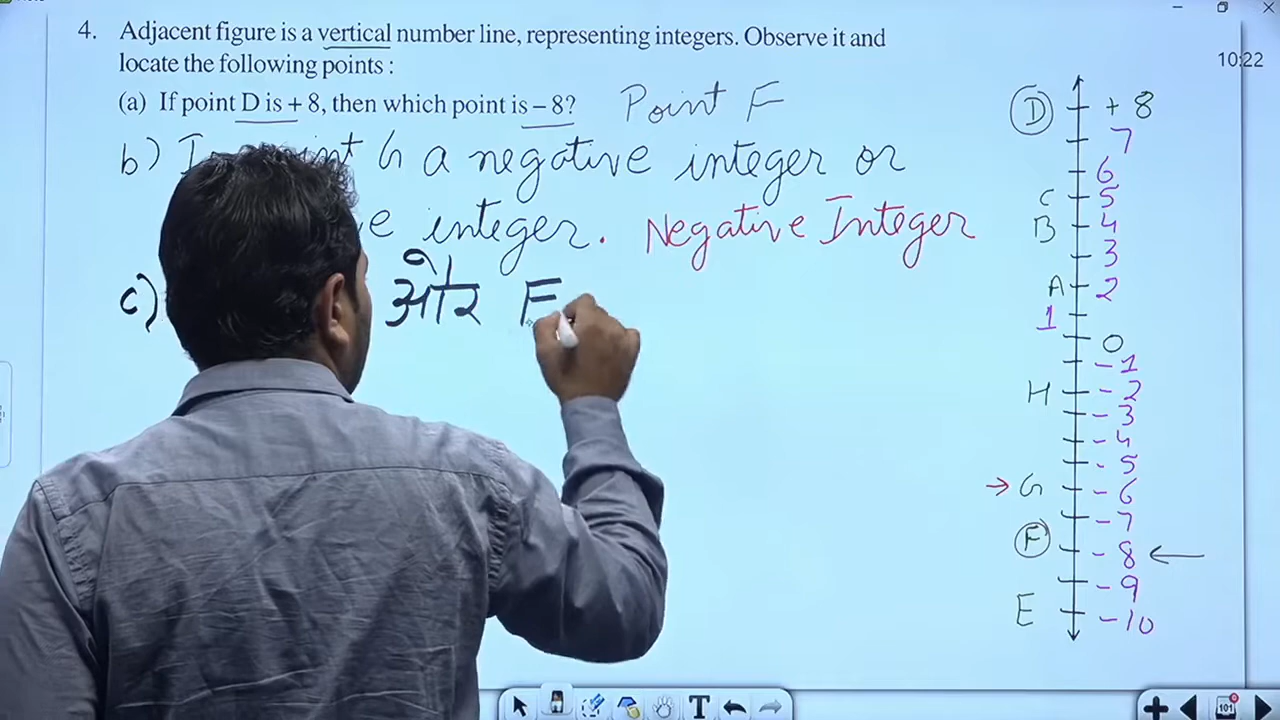 4. Adjacent figure is a vertical number line, representing integers. Observe it and
locate the following points :
(a) If point D is + 8, then which point is – 8? Point F
b) G a negative integer or
integer. Negative Integer
c) और F
10:22
D + 8
7
6
C 5
B 4
3
A 2
1
0
- 1
H - 2
- 3
- 4
- 5
→ G - 6
- 7
F - 8 ←
- 9
E - 10
T
101